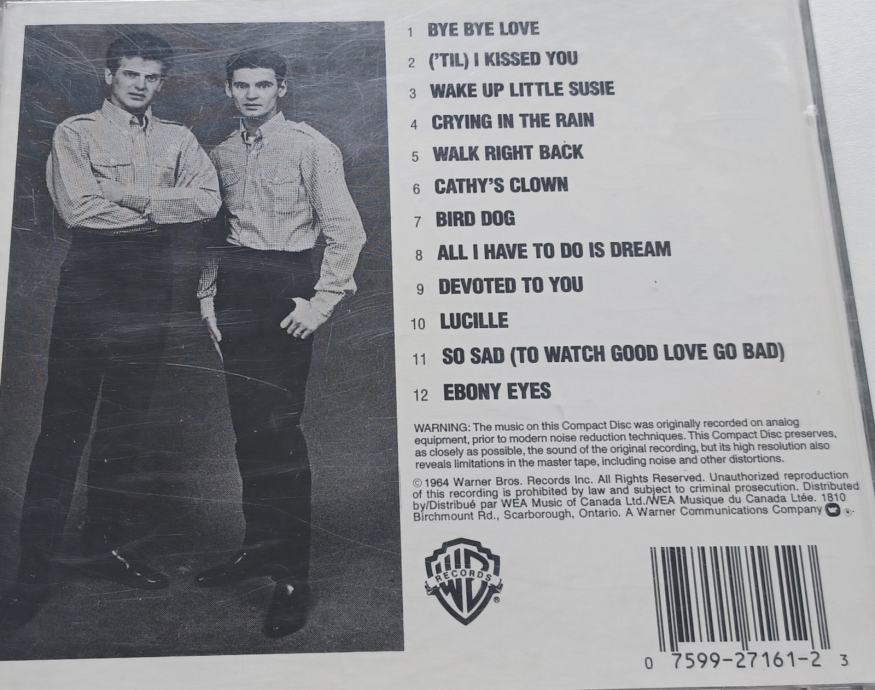 1 BYE BYE LOVE
2 ('TIL) I KISSED YOU
3 WAKE UP LITTLE SUSIE
4 CRYING IN THE RAIN
5 WALK RIGHT BACK
6 CATHY'S CLOWN
7 BIRD DOG
8 ALL I HAVE TO DO IS DREAM
9 DEVOTED TO YOU
10 LUCILLE
11 SO SAD (TO WATCH GOOD LOVE GO BAD)
12 EBONY EYES
WARNING: The music on this Compact Disc was originally recorded on analog
equipment, prior to modern noise reduction techniques. This Compact Disc preserves,
as closely as possible, the sound of the original recording, but its high resolution also
reveals limitations in the master tape, including noise and other distortions.
© 1964 Warner Bros. Records Inc. All Rights Reserved. Unauthorized reproduction
of this recording is prohibited by law and subject to criminal prosecution. Distributed
by/Distribué par WEA Music of Canada Ltd./WEA Musique du Canada Ltée. 1810
Birchmount Rd., Scarborough, Ontario. A Warner Communications Company
WB
RECORDS
®
0 7599-27161-2 3